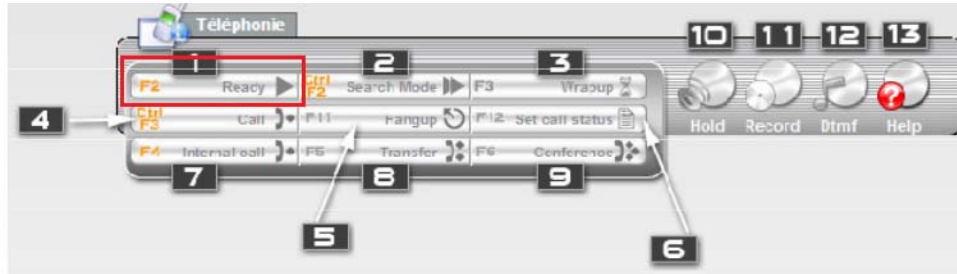 Téléphonie
1 2 3 10 11 12 13
F2 Ready Ctrl F2 Search Mode F3 Wrapup
4 Ctrl F3 Call F11 Hangup F12 Set call status
F4 Internal call F5 Transfer F6 Conference
Hold Record Dtmf Help
7 8 9
5 6